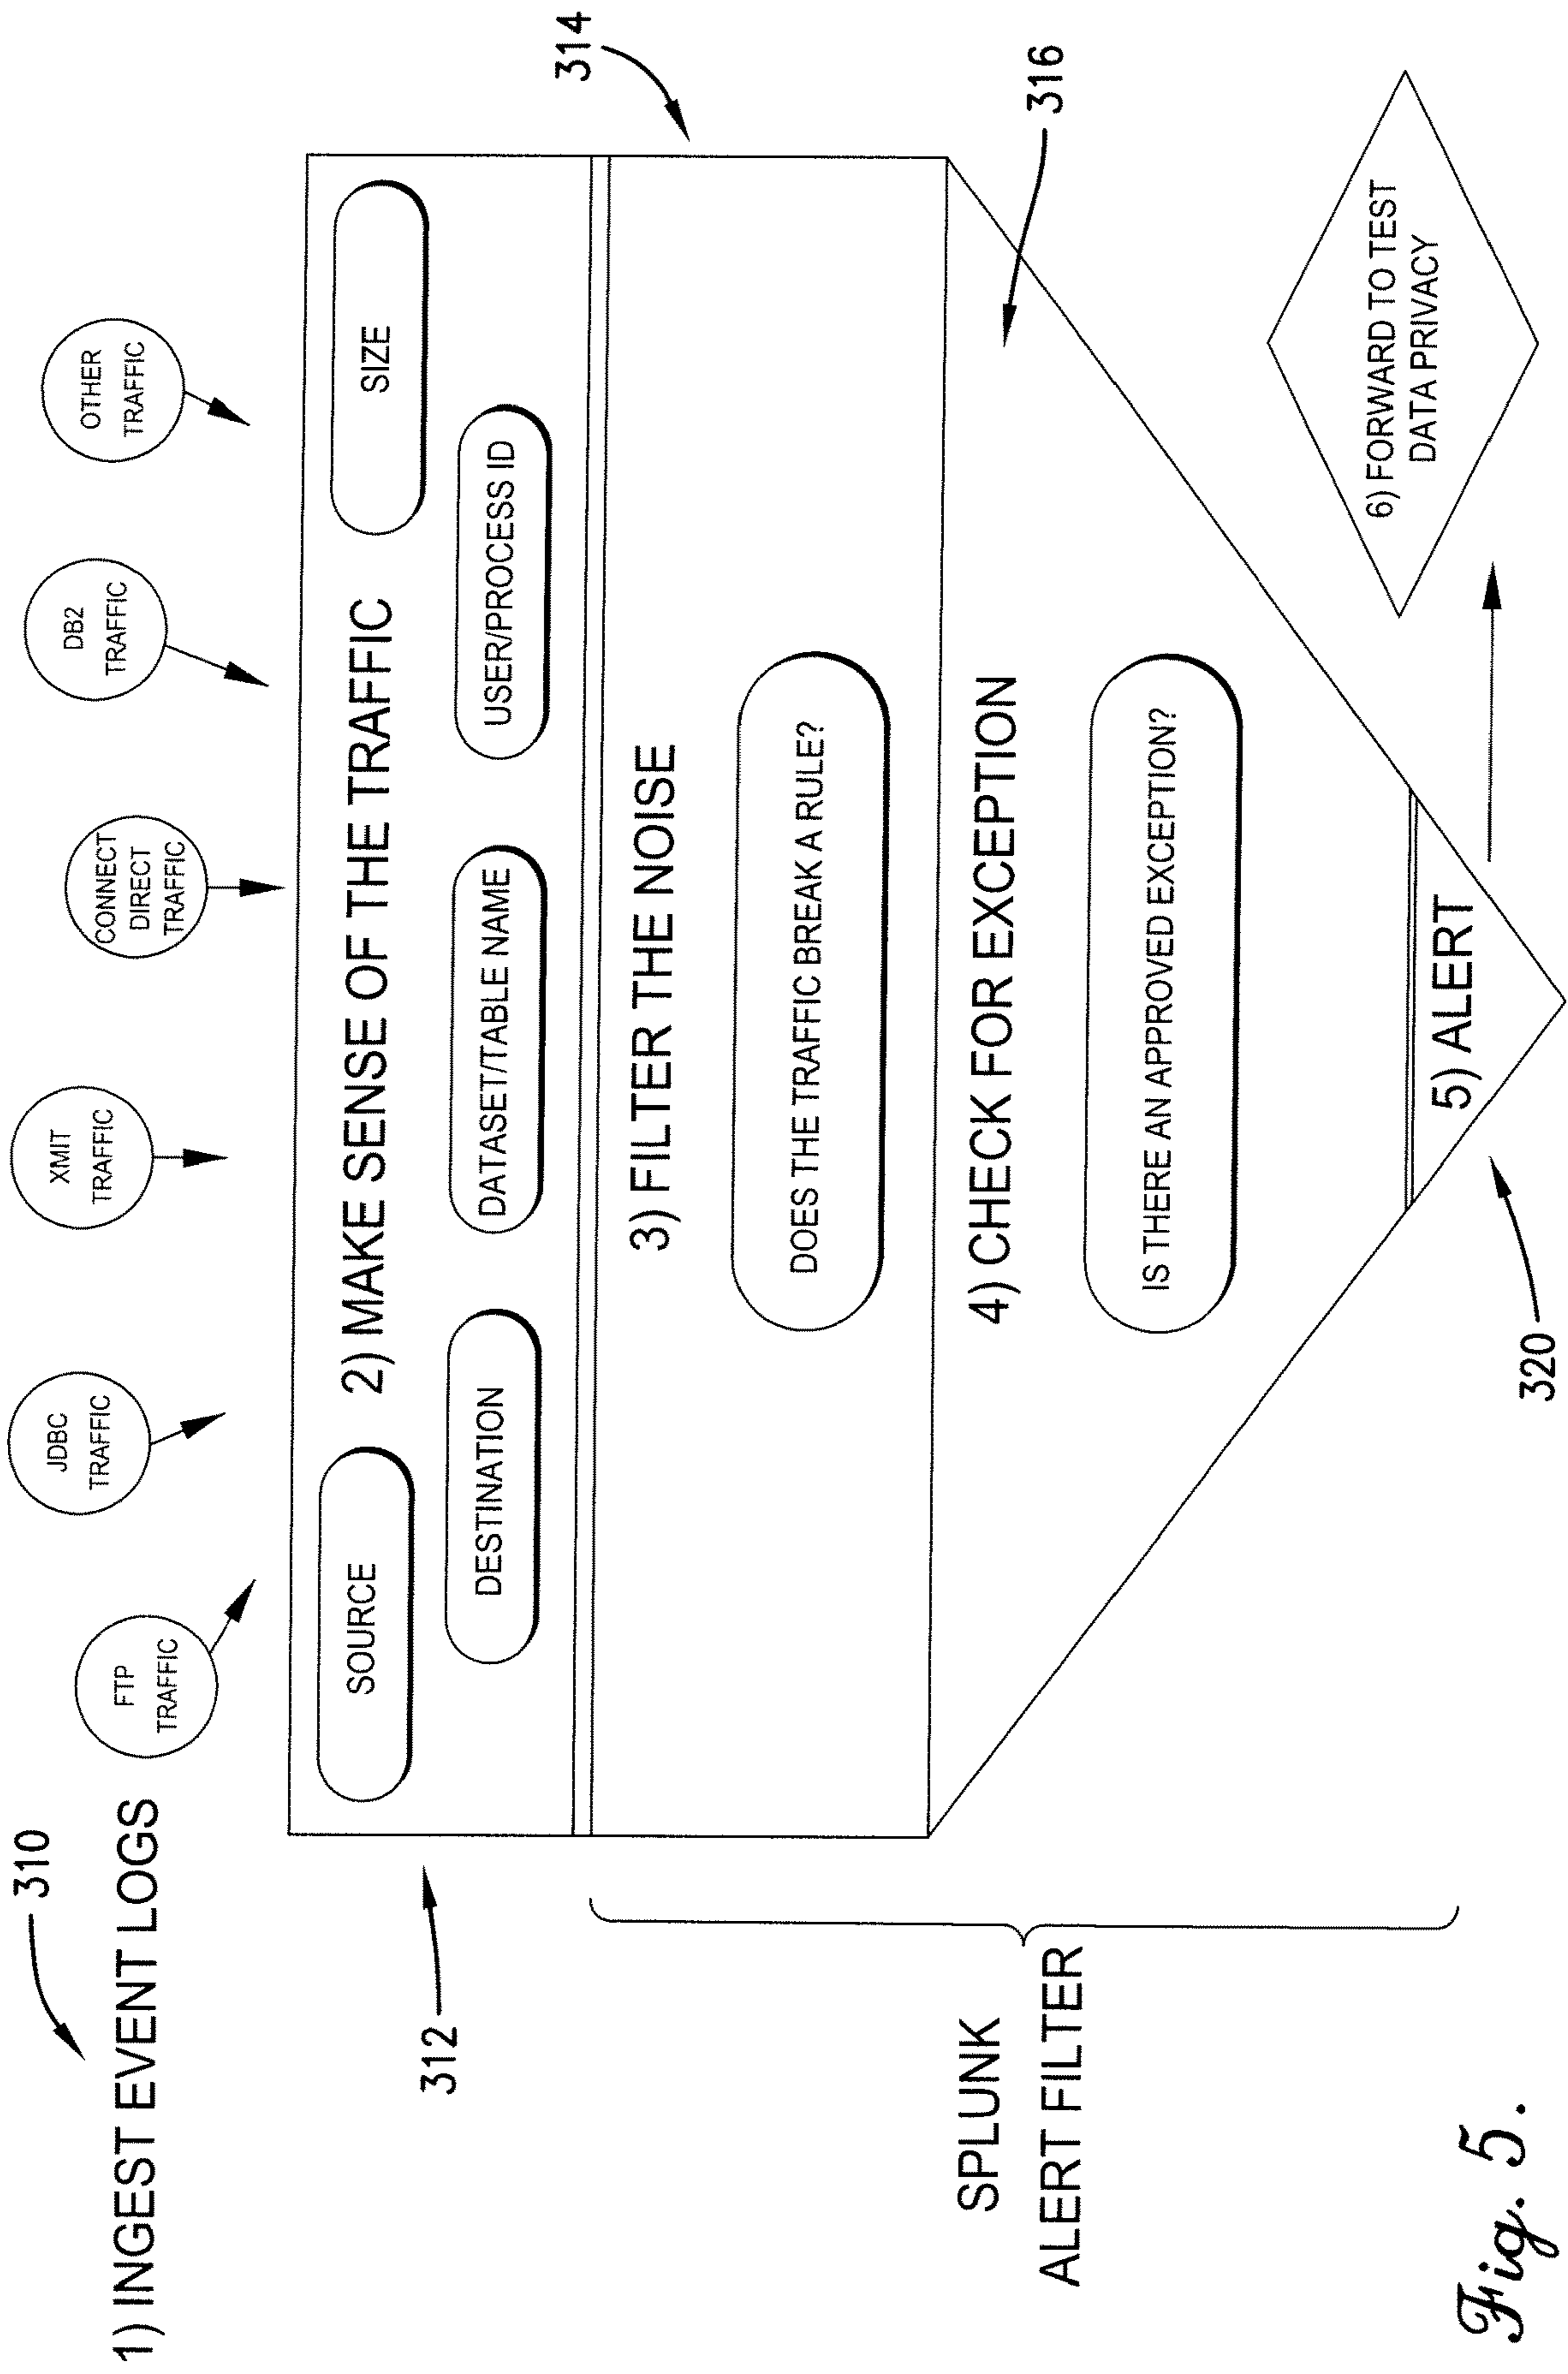 310
1) INGEST EVENT LOGS
FTP
TRAFFIC
JDBC
TRAFFIC
XMIT
TRAFFIC
CONNECT
DIRECT
TRAFFIC
DB2
TRAFFIC
OTHER
TRAFFIC
312
SOURCE
2) MAKE SENSE OF THE TRAFFIC
SIZE
DESTINATION
DATASET/TABLE NAME
USER/PROCESS ID
314
3) FILTER THE NOISE
DOES THE TRAFFIC BREAK A RULE?
SPLUNK
ALERT FILTER
4) CHECK FOR EXCEPTION
316
IS THERE AN APPROVED EXCEPTION?
5) ALERT
320
6) FORWARD TO TEST
DATA PRIVACY
Fig. 5.